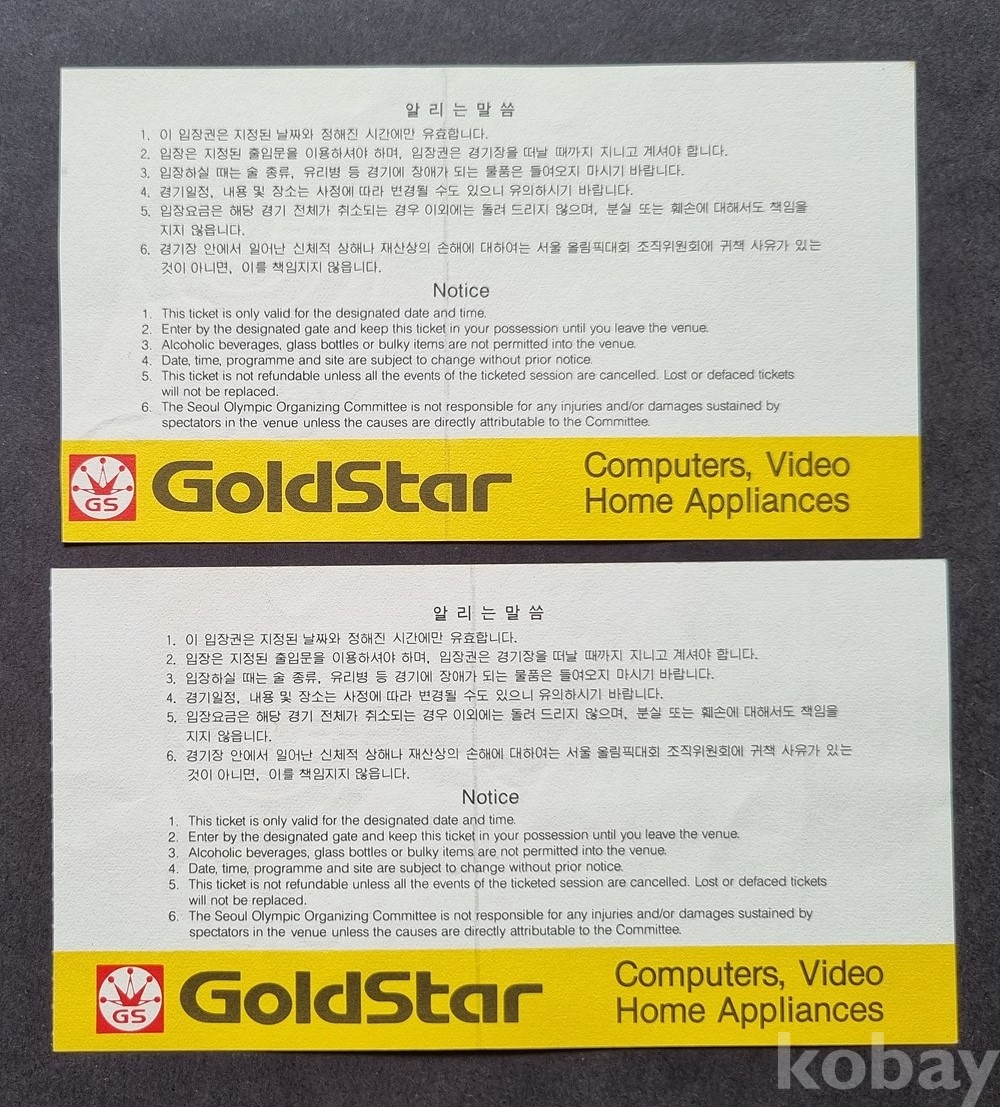 알 리 는 말 씀
1. 이 입장권은 지정된 날짜와 정해진 시간에만 유효합니다.
2. 입장은 지정된 출입문을 이용하셔야 하며, 입장권은 경기장을 떠날 때까지 지니고 계셔야 합니다.
3. 입장하실 때는 술 종류, 유리병 등 경기에 장애가 되는 물품은 들여오지 마시기 바랍니다.
4. 경기일정, 내용 및 장소는 사정에 따라 변경될 수도 있으니 유의하시기 바랍니다.
5. 입장요금은 해당 경기 전체가 취소되는 경우 이외에는 돌려 드리지 않으며, 분실 또는 훼손에 대해서도 책임을
지지 않읍니다.
6. 경기장 안에서 일어난 신체적 상해나 재산상의 손해에 대하여는 서울 올림픽대회 조직위원회에 귀책 사유가 있는
것이 아니면, 이를 책임지지 않읍니다.
Notice
1. This ticket is only valid for the designated date and time.
2. Enter by the designated gate and keep this ticket in your possession until you leave the venue.
3. Alcoholic beverages, glass bottles or bulky items are not permitted into the venue.
4. Date, time, programme and site are subject to change without prior notice.
5. This ticket is not refundable unless all the events of the ticketed session are cancelled. Lost or defaced tickets
will not be replaced.
6. The Seoul Olympic Organizing Committee is not responsible for any injuries and/or damages sustained by
spectators in the venue unless the causes are directly attributable to the Committee.
GS GoldStar
Computers, Video
Home Appliances
알 리 는 말 씀
1. 이 입장권은 지정된 날짜와 정해진 시간에만 유효합니다.
2. 입장은 지정된 출입문을 이용하셔야 하며, 입장권은 경기장을 떠날 때까지 지니고 계셔야 합니다.
3. 입장하실 때는 술 종류, 유리병 등 경기에 장애가 되는 물품은 들여오지 마시기 바랍니다.
4. 경기일정, 내용 및 장소는 사정에 따라 변경될 수도 있으니 유의하시기 바랍니다.
5. 입장요금은 해당 경기 전체가 취소되는 경우 이외에는 돌려 드리지 않으며, 분실 또는 훼손에 대해서도 책임을
지지 않읍니다.
6. 경기장 안에서 일어난 신체적 상해나 재산상의 손해에 대하여는 서울 올림픽대회 조직위원회에 귀책 사유가 있는
것이 아니면, 이를 책임지지 않읍니다.
Notice
1. This ticket is only valid for the designated date and time.
2. Enter by the designated gate and keep this ticket in your possession until you leave the venue.
3. Alcoholic beverages, glass bottles or bulky items are not permitted into the venue.
4. Date, time, programme and site are subject to change without prior notice.
5. This ticket is not refundable unless all the events of the ticketed session are cancelled. Lost or defaced tickets
will not be replaced.
6. The Seoul Olympic Organizing Committee is not responsible for any injuries and/or damages sustained by
spectators in the venue unless the causes are directly attributable to the Committee.
GS GoldStar
Computers, Video
Home Appliances
kobay